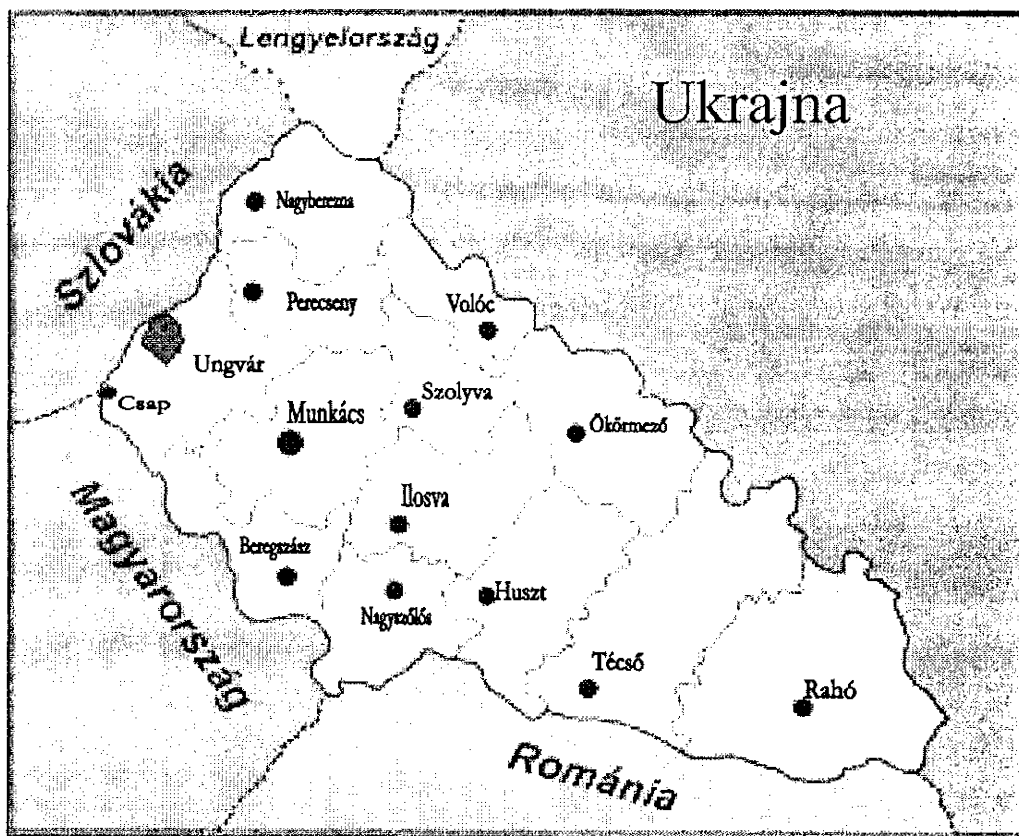 Lengyelország
Ukrajna
Szlovákia
Nagyberezna
Perecseny
Volóc
Ungvár
Csap
Szolyva
Munkács
Ökörmező
Magyarország
Ilosva
Beregszász
Nagyszőlős
Huszt
Técső
Rahó
Románia